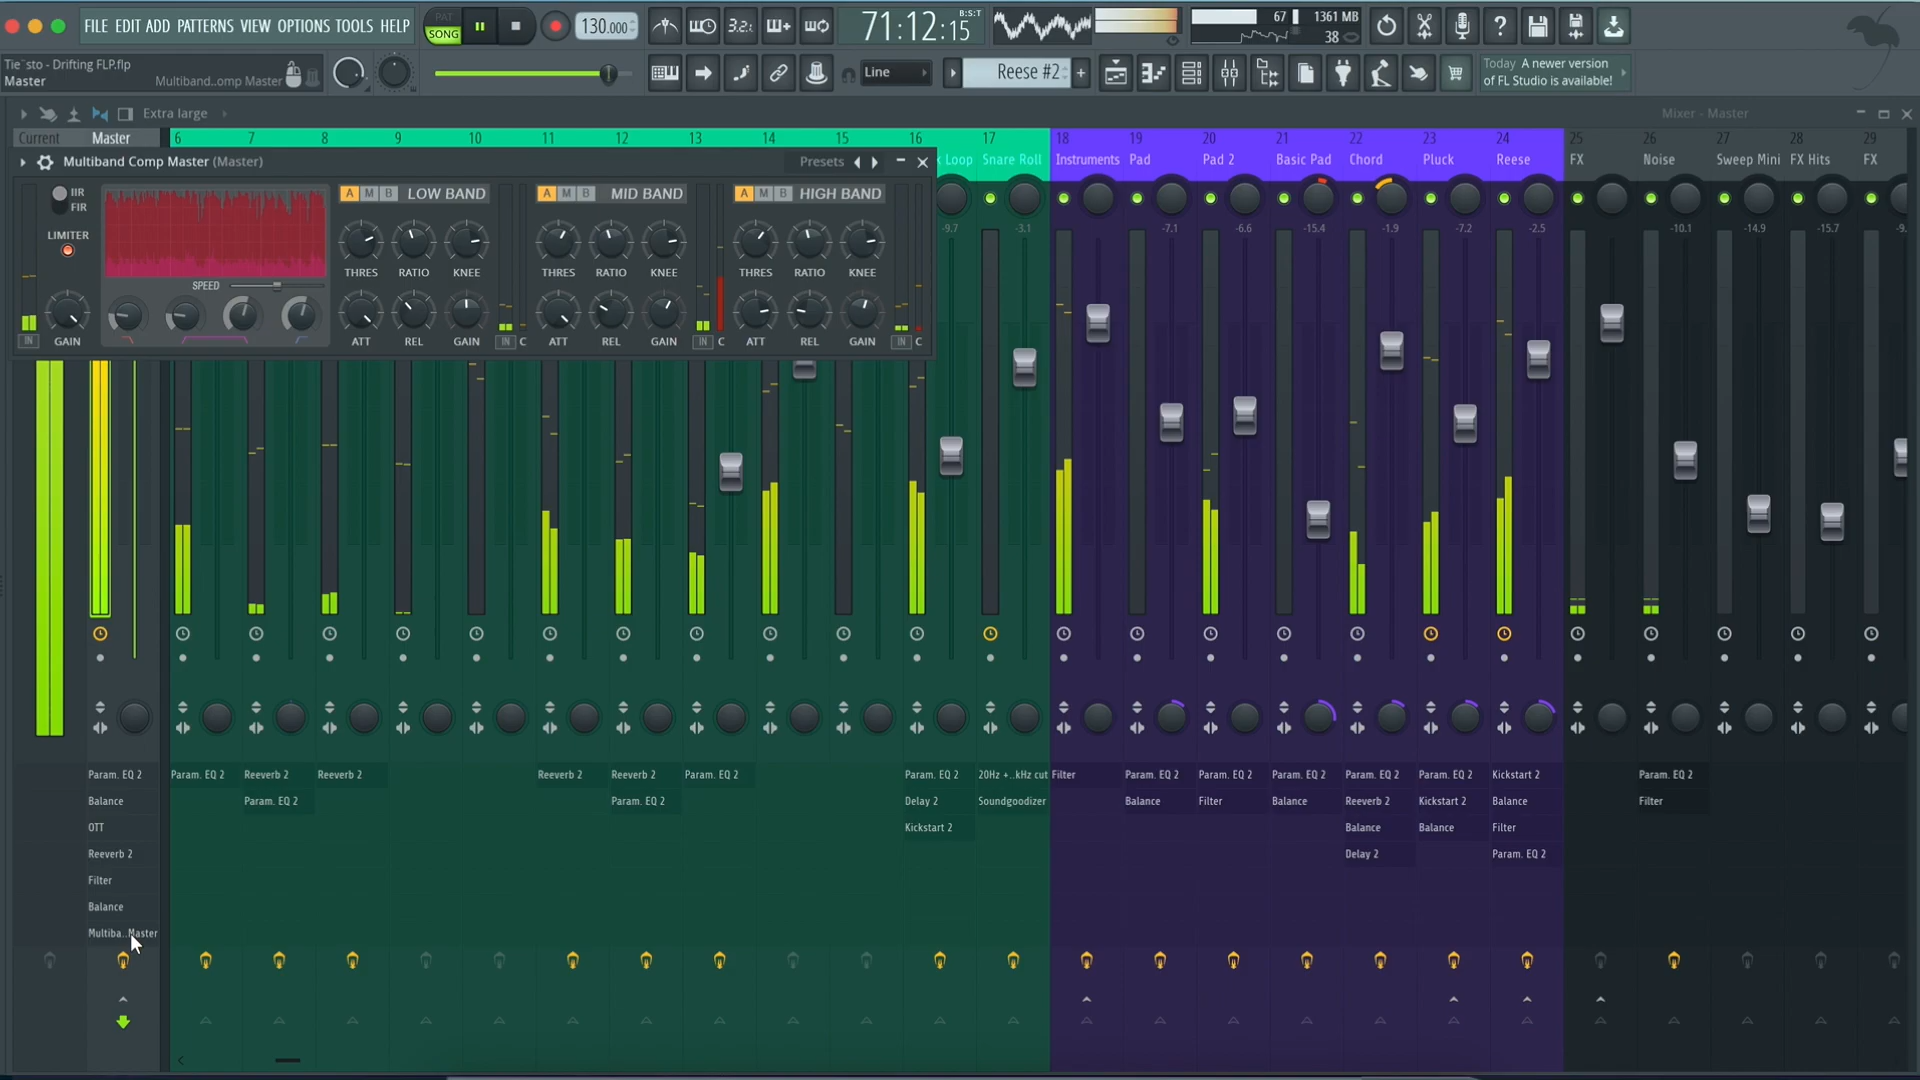 FILE EDIT ADD PATTERNS VIEW OPTIONS TOOLS HELP
PAT
SONG
130.000
3.2:
71:12:15
B:S:T
67
1361 MB
38
Tie¨sto - Drifting FLP.flp
Master
Multiband..omp Master
Line
Reese #2
Today A newer version
of FL Studio is available!
Extra large
Mixer - Master
Current Master 6 7 8 9 10 11 12 13 14 15 16 17 18 19 20 21 22 23 24 25 26 27 28 29
Loop Snare Roll Instruments Pad Pad 2 Basic Pad Chord Pluck Reese FX Noise Sweep Mini FX Hits FX
Multiband Comp Master (Master)
Presets
IIR
FIR
LIMITER
SPEED
GAIN
IN
A M B LOW BAND
A M B MID BAND
A M B HIGH BAND
THRES RATIO KNEE THRES RATIO KNEE THRES RATIO KNEE
ATT REL GAIN IN C ATT REL GAIN IN C ATT REL GAIN IN C
-9.7 -3.1 -7.1 -6.6 -15.4 -1.9 -7.2 -2.5 -10.1 -14.9 -15.7
Param. EQ 2 Param. EQ 2 Reeverb 2 Reeverb 2 Reeverb 2 Reeverb 2 Param. EQ 2 Param. EQ 2 20Hz +..kHz cut Filter Param. EQ 2 Param. EQ 2 Param. EQ 2 Param. EQ 2 Param. EQ 2 Kickstart 2 Param. EQ 2
Balance Param. EQ 2 Param. EQ 2 Delay 2 Soundgoodizer Balance Filter Balance Reeverb 2 Kickstart 2 Balance Filter
OTT Kickstart 2 Balance Balance Filter
Reeverb 2 Delay 2 Param. EQ 2
Filter
Balance
Multiba..Master